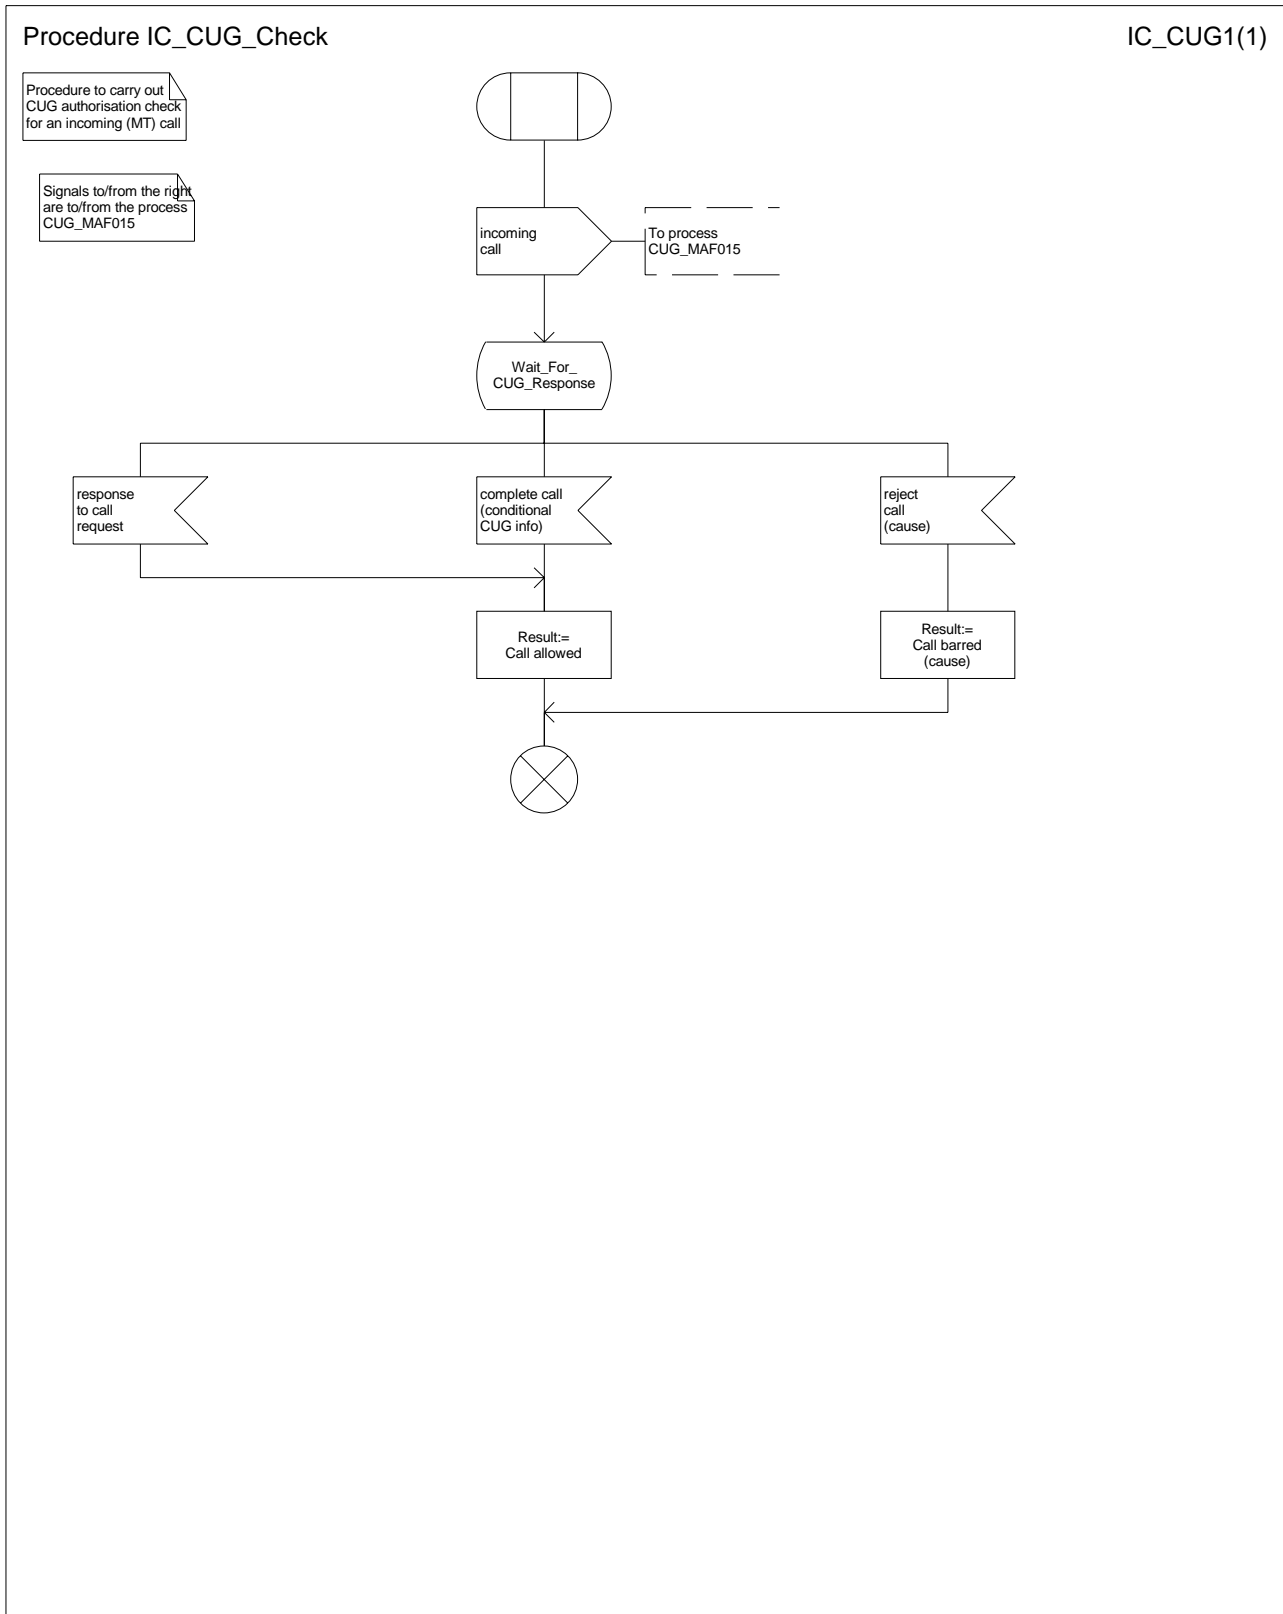 Procedure IC_CUG_Check
IC_CUG1(1)
Procedure to carry out
CUG authorisation check
for an incoming (MT) call
Signals to/from the right
are to/from the process
CUG_MAF015
incoming
call
To process
CUG_MAF015
Wait_For_
CUG_Response
response
to call
request
complete call
(conditional
CUG info)
reject
call
(cause)
Result:=
Call allowed
Result:=
Call barred
(cause)